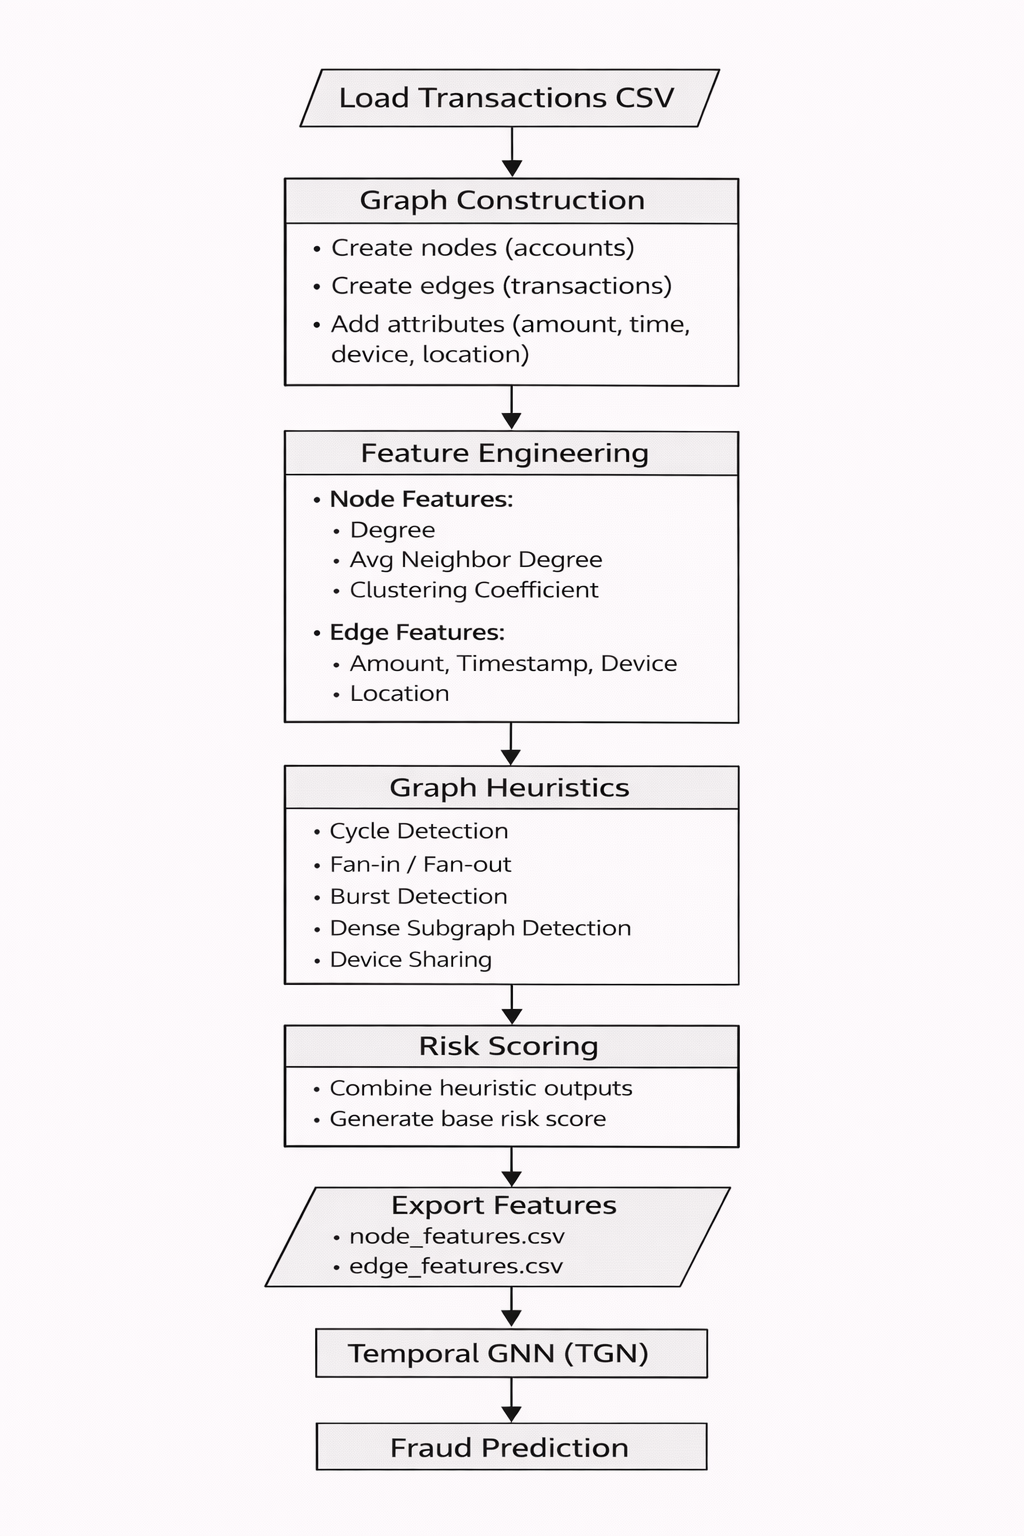 Load Transactions CSV
Graph Construction
• Create nodes (accounts)
• Create edges (transactions)
• Add attributes (amount, time,
device, location)
Feature Engineering
• Node Features:
• Degree
• Avg Neighbor Degree
• Clustering Coefficient
• Edge Features:
• Amount, Timestamp, Device
• Location
Graph Heuristics
• Cycle Detection
• Fan-in / Fan-out
• Burst Detection
• Dense Subgraph Detection
• Device Sharing
Risk Scoring
• Combine heuristic outputs
• Generate base risk score
Export Features
• node_features.csv
• edge_features.csv
Temporal GNN (TGN)
Fraud Prediction